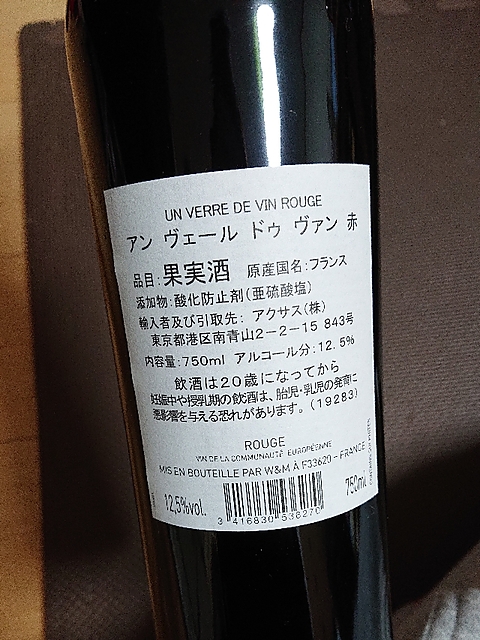 UN VERRE DE VIN ROUGE
アン ヴェール ドゥ ヴァン 赤
品目:果実酒 原産国名:フランス
添加物:酸化防止剤(亜硫酸塩)
輸入者及び引取先: アクサス(株)
東京都港区南青山2-2-15 843号
内容量:750ml アルコール分:12.5%
飲酒は20歳になってから
妊娠中や授乳期の飲酒は、胎児・乳児の発育に
悪影響を与える恐れがあります。(19283)
ROUGE
VIN DE LA COMMUNAUTÉ EUROPÉENNE
MIS EN BOUTEILLE PAR W&M À F33620 - FRANCE
12,5%vol.
750ml
3 416830 538270